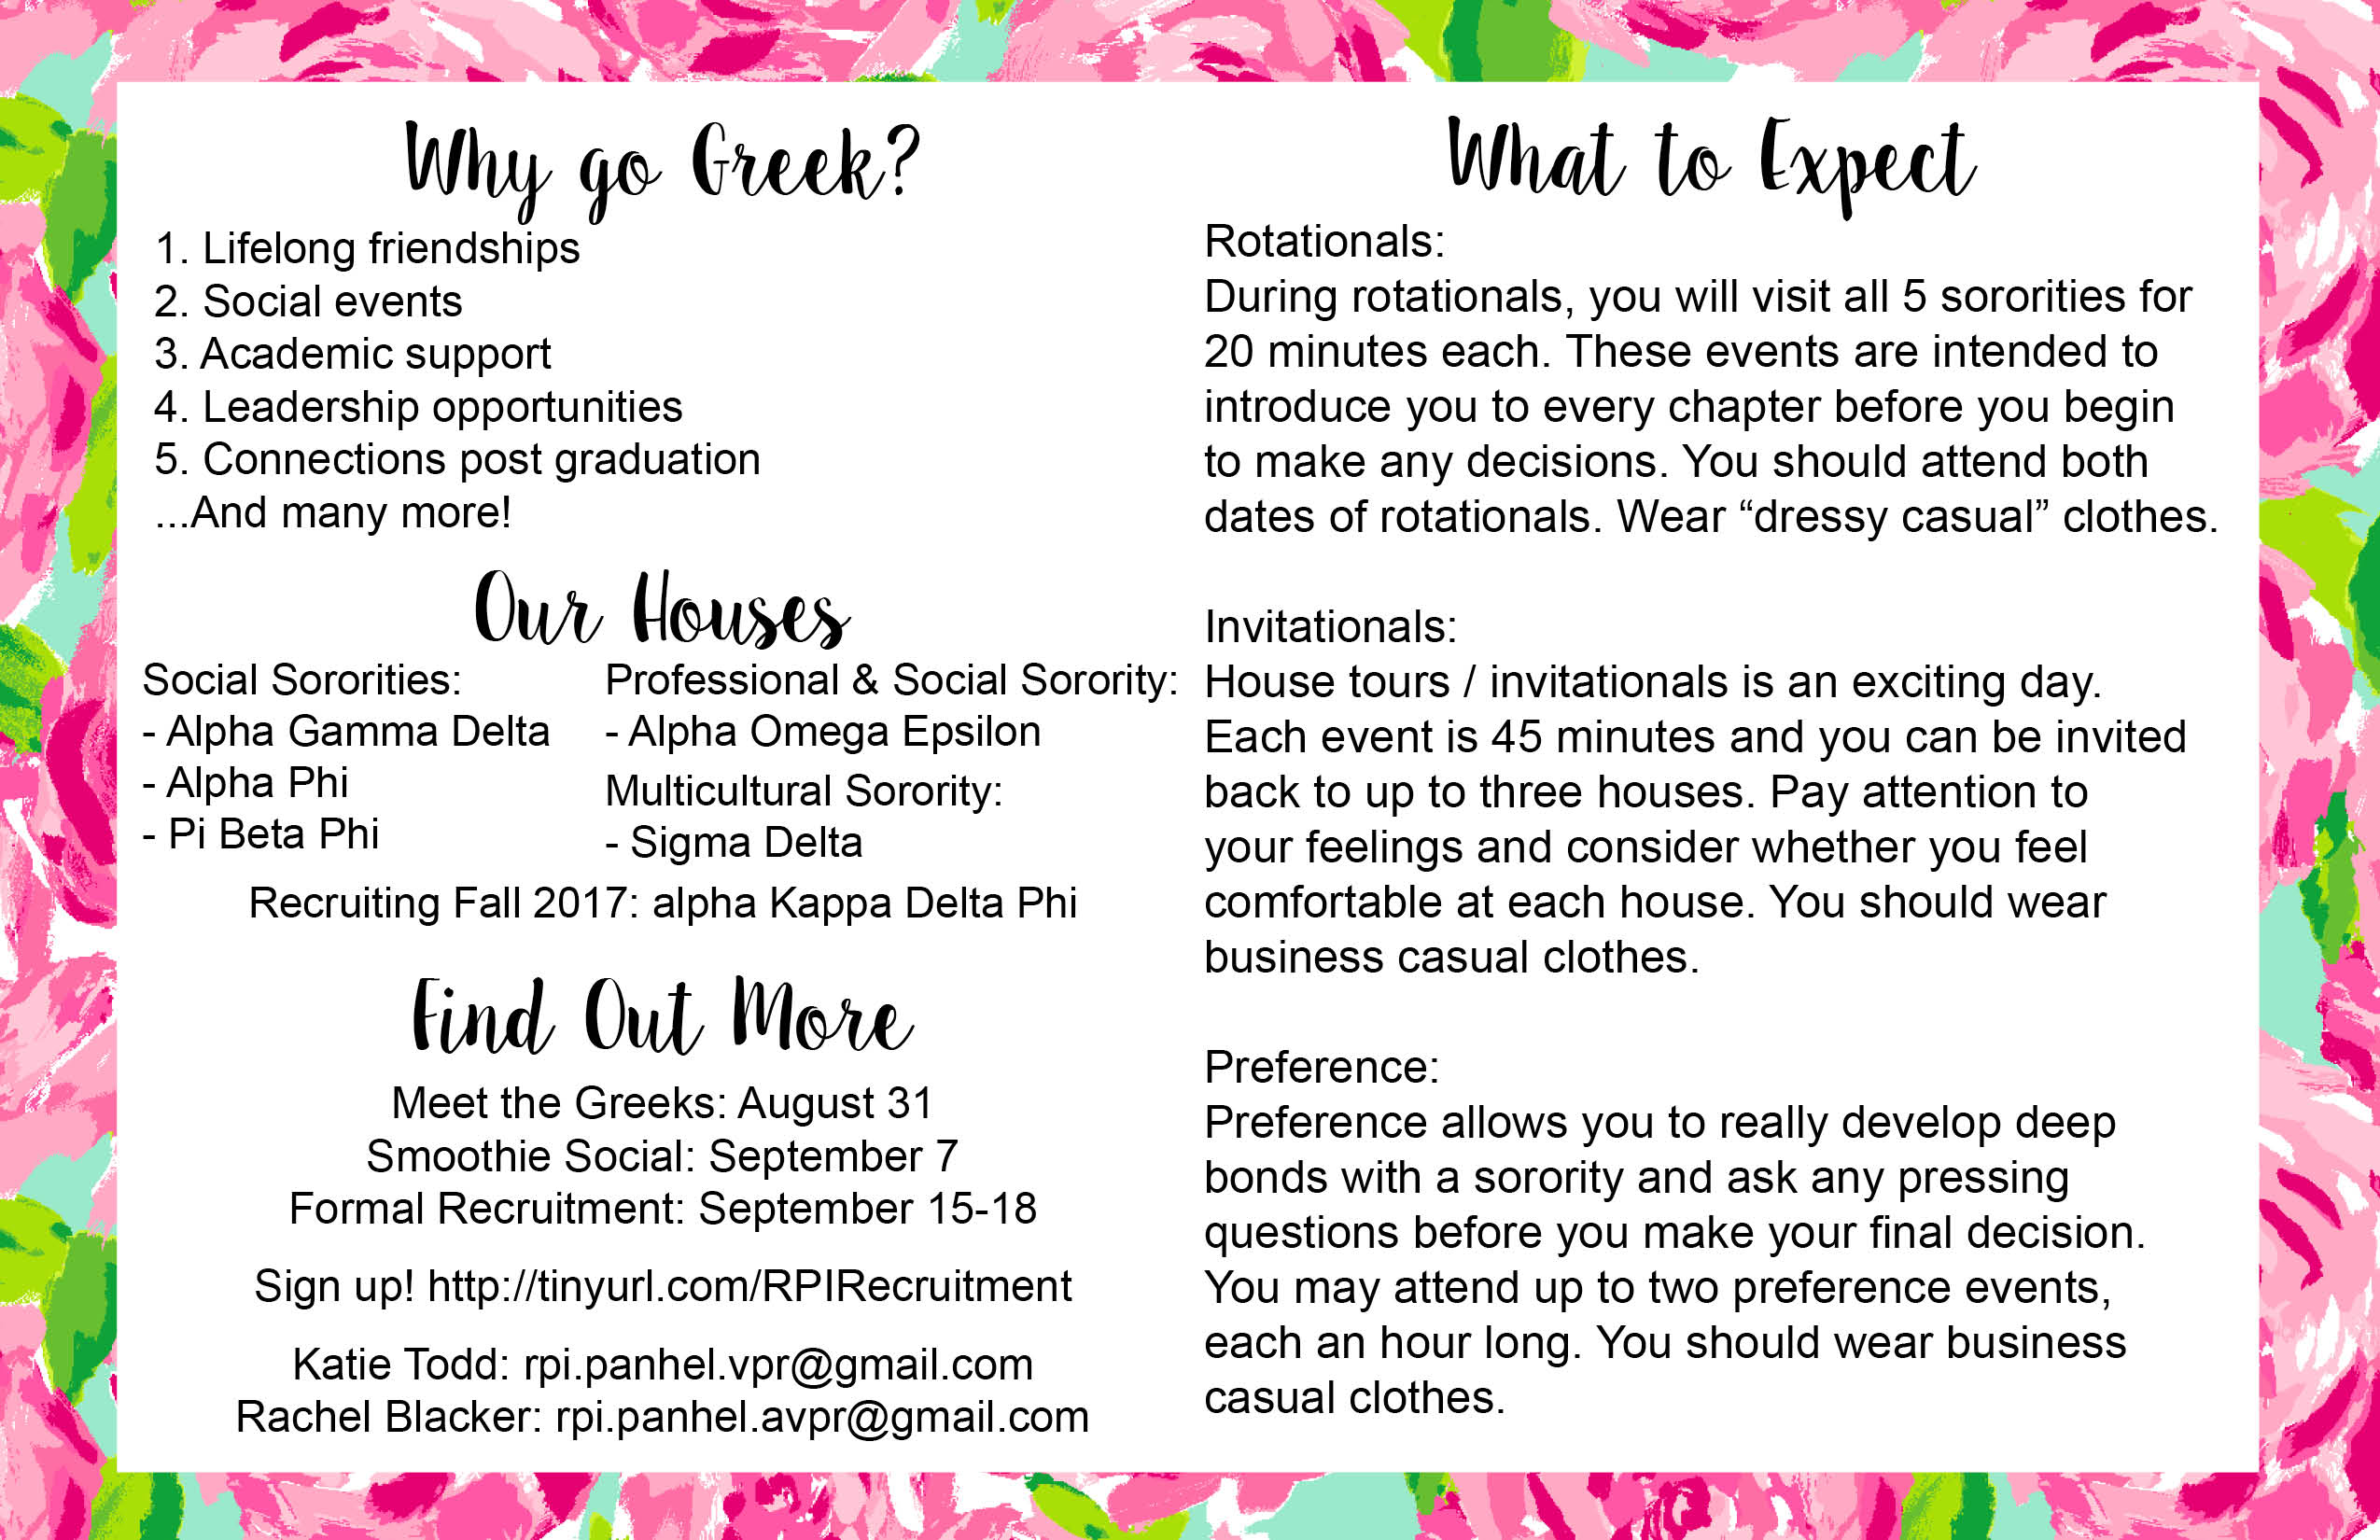 Why go Greek?
1. Lifelong friendships
2. Social events
3. Academic support
4. Leadership opportunities
5. Connections post graduation
...And many more!
Our Houses
Social Sororities:
- Alpha Gamma Delta
- Alpha Phi
- Pi Beta Phi
Professional & Social Sorority:
- Alpha Omega Epsilon
Multicultural Sorority:
- Sigma Delta
Recruiting Fall 2017: alpha Kappa Delta Phi
Find Out More
Meet the Greeks: August 31
Smoothie Social: September 7
Formal Recruitment: September 15-18
Sign up! http://tinyurl.com/RPIRecruitment
Katie Todd: rpi.panhel.vpr@gmail.com
Rachel Blacker: rpi.panhel.avpr@gmail.com
What to Expect
Rotationals:
During rotationals, you will visit all 5 sororities for
20 minutes each. These events are intended to
introduce you to every chapter before you begin
to make any decisions. You should attend both
dates of rotationals. Wear “dressy casual” clothes.
Invitationals:
House tours / invitationals is an exciting day.
Each event is 45 minutes and you can be invited
back to up to three houses. Pay attention to
your feelings and consider whether you feel
comfortable at each house. You should wear
business casual clothes.
Preference:
Preference allows you to really develop deep
bonds with a sorority and ask any pressing
questions before you make your final decision.
You may attend up to two preference events,
each an hour long. You should wear business
casual clothes.